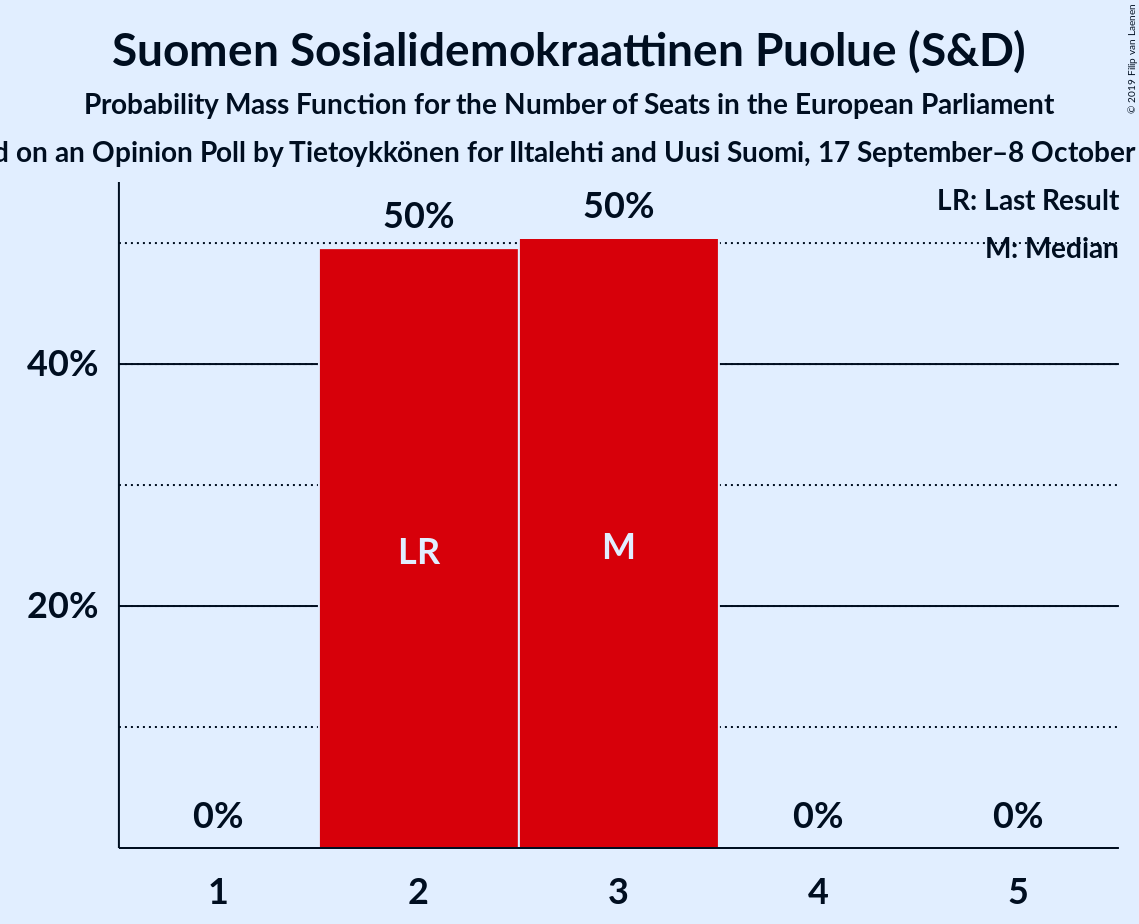 Suomen Sosialidemokraattinen Puolue (S&D)
Probability Mass Function for the Number of Seats in the European Parliament
on an Opinion Poll by Tietoykkönen for Iltalehti and Uusi Suomi, 17 September–8 October
© 2019 Filip van Laenen
LR: Last Result
M: Median
50%
50%
40%
20%
LR
M
0%
0%
0%
1
2
3
4
5